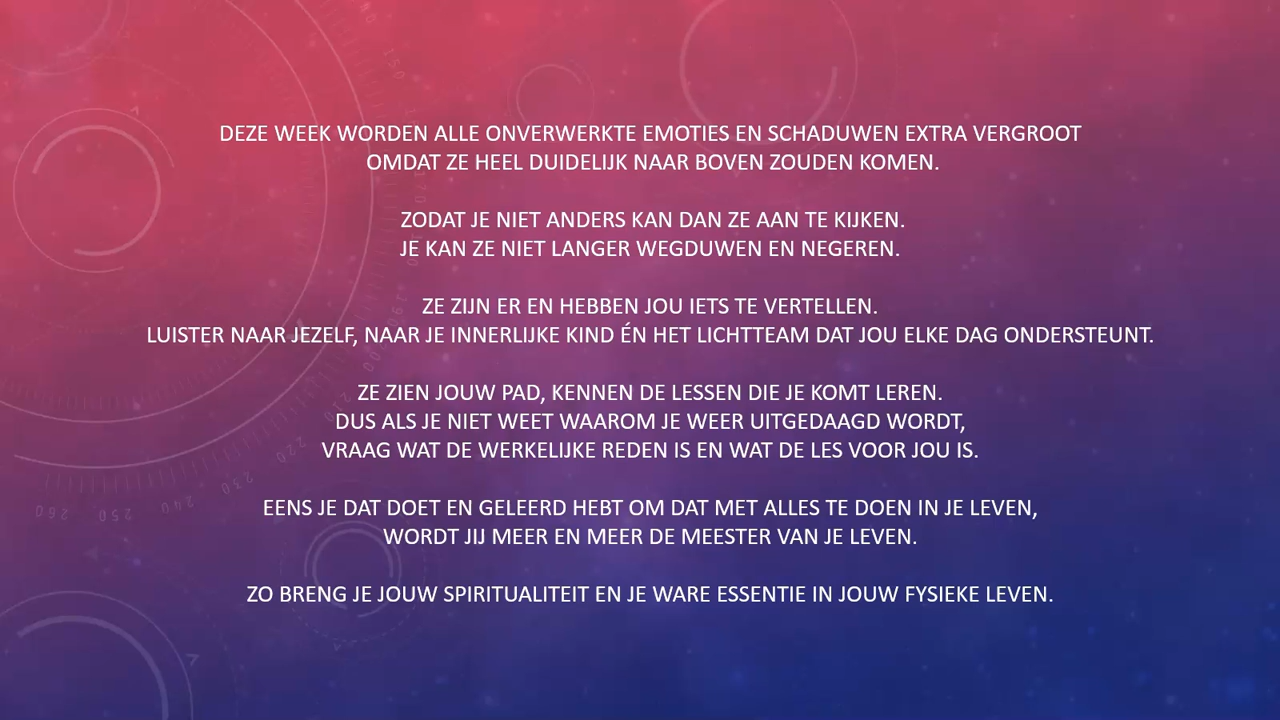 DEZE WEEK WORDEN ALLE ONVERWERKTE EMOTIES EN SCHADUWEN EXTRA VERGROOT
OMDAT ZE HEEL DUIDELIJK NAAR BOVEN ZOUDEN KOMEN.
ZODAT JE NIET ANDERS KAN DAN ZE AAN TE KIJKEN.
JE KAN ZE NIET LANGER WEGDUWEN EN NEGEREN.
ZE ZIJN ER EN HEBBEN JOU IETS TE VERTELLEN.
LUISTER NAAR JEZELF, NAAR JE INNERLIJKE KIND ÉN HET LICHTTEAM DAT JOU ELKE DAG ONDERSTEUNT.
ZE ZIEN JOUW PAD, KENNEN DE LESSEN DIE JE KOMT LEREN.
DUS ALS JE NIET WEET WAAROM JE WEER UITGEDAAGD WORDT,
VRAAG WAT DE WERKELIJKE REDEN IS EN WAT DE LES VOOR JOU IS.
EENS JE DAT DOET EN GELEERD HEBT OM DAT MET ALLES TE DOEN IN JE LEVEN,
WORDT JIJ MEER EN MEER DE MEESTER VAN JE LEVEN.
ZO BRENG JE JOUW SPIRITUALITEIT EN JE WARE ESSENTIE IN JOUW FYSIEKE LEVEN.